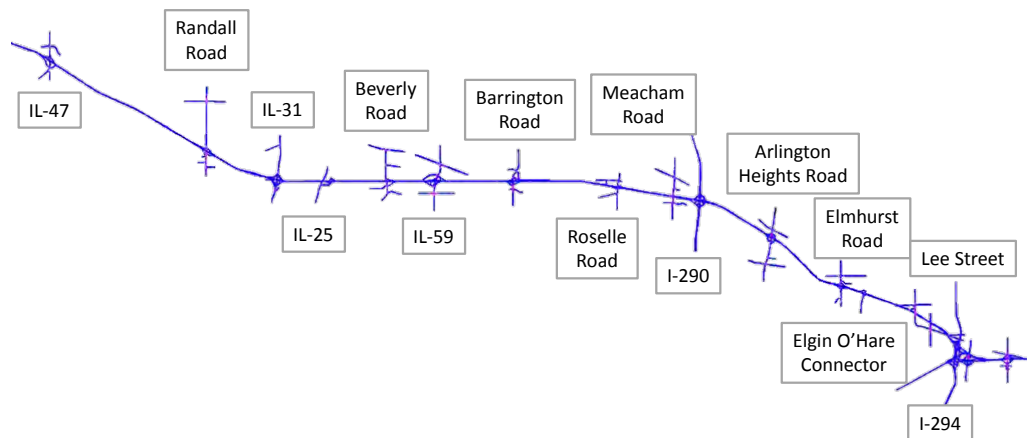 Randall
Road
IL-47
IL-31
Beverly
Road
Barrington
Road
Meacham
Road
Arlington
Heights Road
Elmhurst
Road
Lee Street
IL-25
IL-59
Roselle
Road
I-290
Elgin O'Hare
Connector
I-294